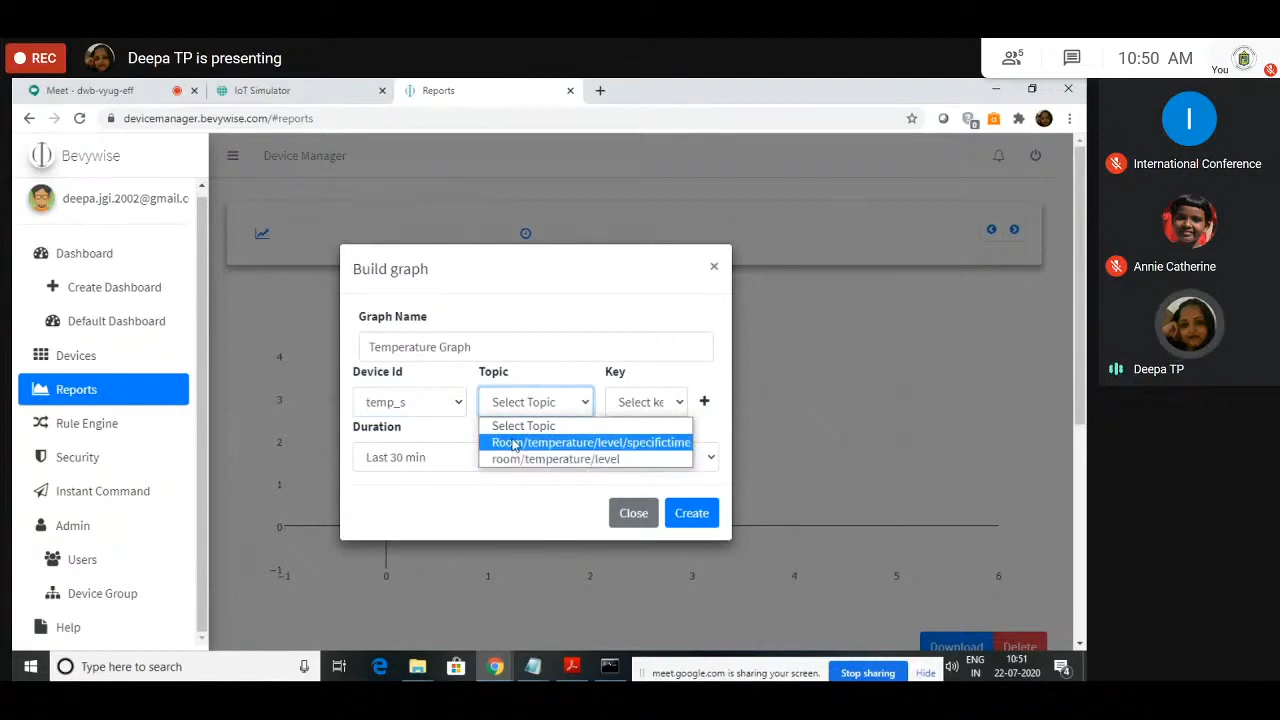 REC
Deepa TP is presenting
5
10:50 AM
You
Meet - dwb-vyug-eff
IoT Simulator
Reports
devicemanager.bevywise.com/#reports
Bevywise
Device Manager
deepa.jgi.2002@gmail.c
Dashboard
Create Dashboard
Default Dashboard
Devices
Reports
Rule Engine
Security
Instant Command
Admin
Users
Device Group
Help
Build graph
×
Graph Name
Temperature Graph
Device Id
Topic
Key
temp_s
Select Topic
Select ke
Select Topic
Room/temperature/level/specifictime
room/temperature/level
Duration
Last 30 min
Close
Create
4
3
2
1
0
−1
−1
0
1
2
3
4
5
6
Download
Delete
I
International Conference
Annie Catherine
Deepa TP
Type here to search
meet.google.com is sharing your screen.
Stop sharing
Hide
ENG
IN
10:51
22-07-2020
4